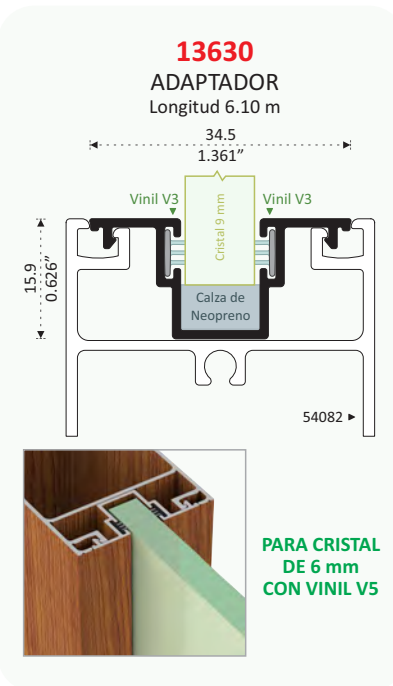 13630
ADAPTADOR
Longitud 6.10 m
34.5
1.361”
Vinil V3
Vinil V3
Cristal 9 mm
15.9
0.626”
Calza de
Neopreno
54082
PARA CRISTAL
DE 6 mm
CON VINIL V5